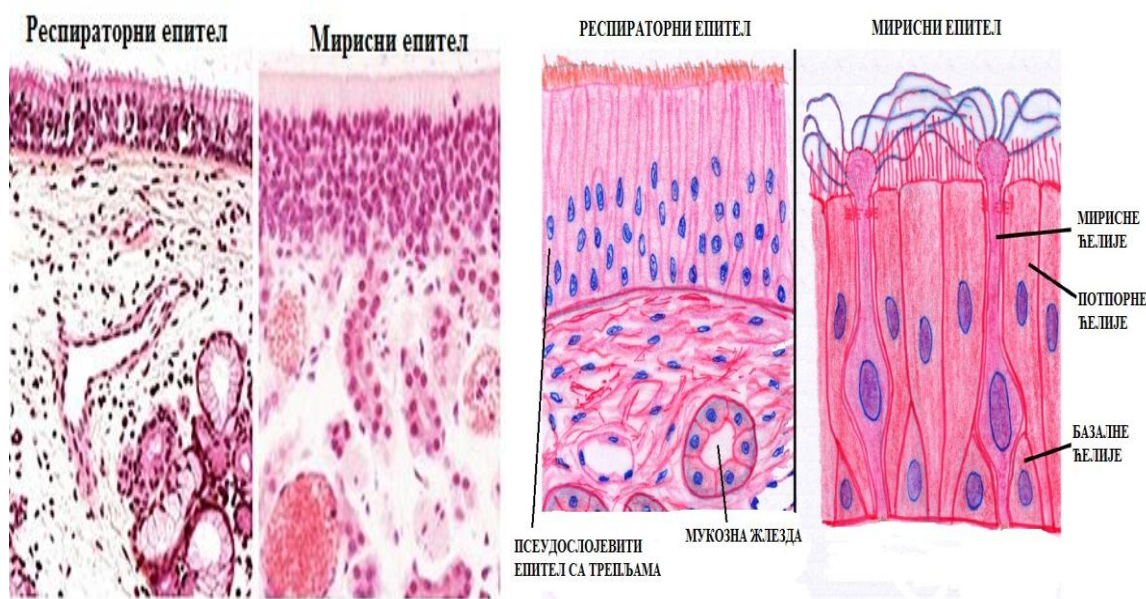 Респираторни епител
Мирисни епител
РЕСПИРАТОРНИ ЕПИТЕЛ
МИРИСНИ ЕПИТЕЛ
МИРИСНЕ
ЋЕЛИЈЕ
ПОТПОРНЕ
ЋЕЛИЈЕ
БАЗАЛНЕ
ЋЕЛИЈЕ
МУКОЗНА ЖЛЕЗДА
ПСЕУДОСЛОЈЕВИТИ
ЕПИТЕЛ СА ТРЕПЉАМА